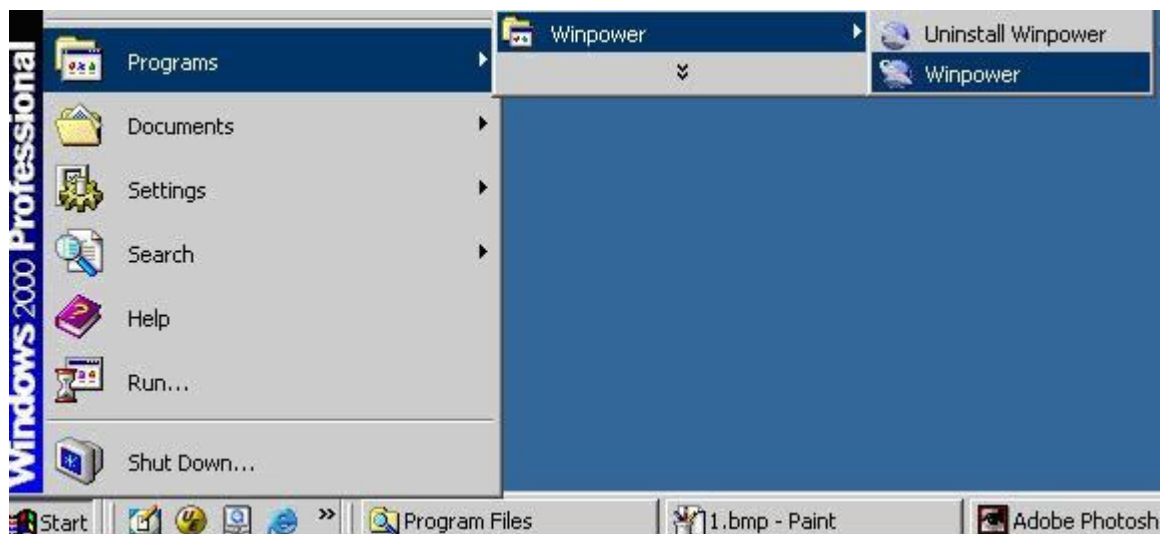 Windows 2000 Professional
Programs
Documents
Settings
Search
Help
Run...
Shut Down...
Winpower
Uninstall Winpower
Winpower
Start
Program Files
1.bmp - Paint
Adobe Photosh